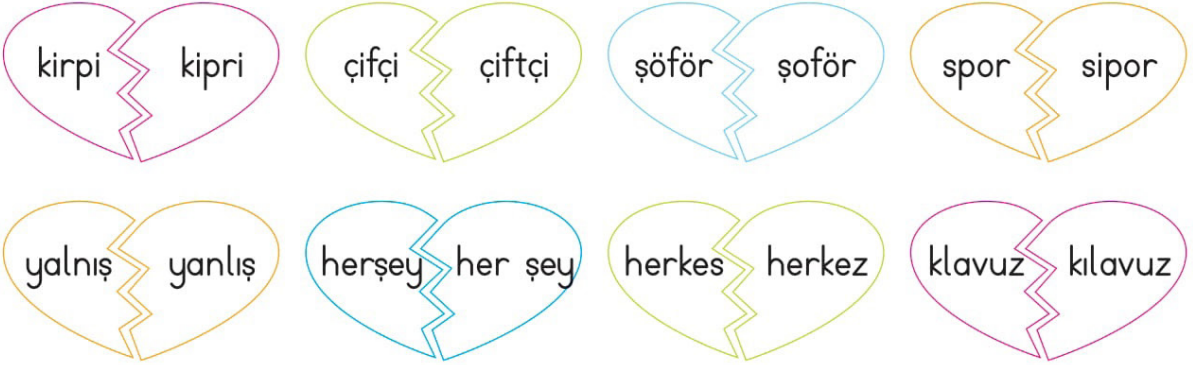 kirpi kipri çifçi çiftçi şöför şoför spor sipor
yalnış yanlış herşey her şey herkes herkez klavuz kılavuz